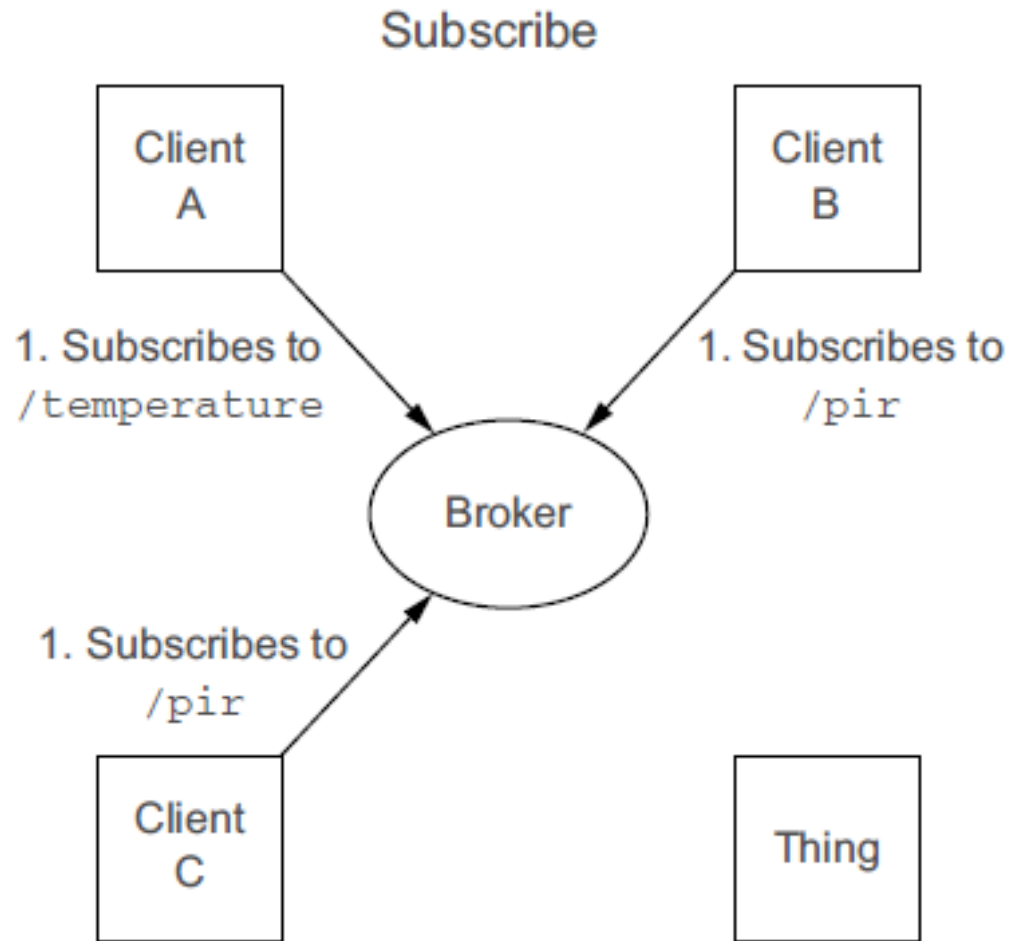 Subscribe
Client
A
Client
B
1. Subscribes to
/temperature
1. Subscribes to
/pir
Broker
1. Subscribes to
/pir
Client
C
Thing